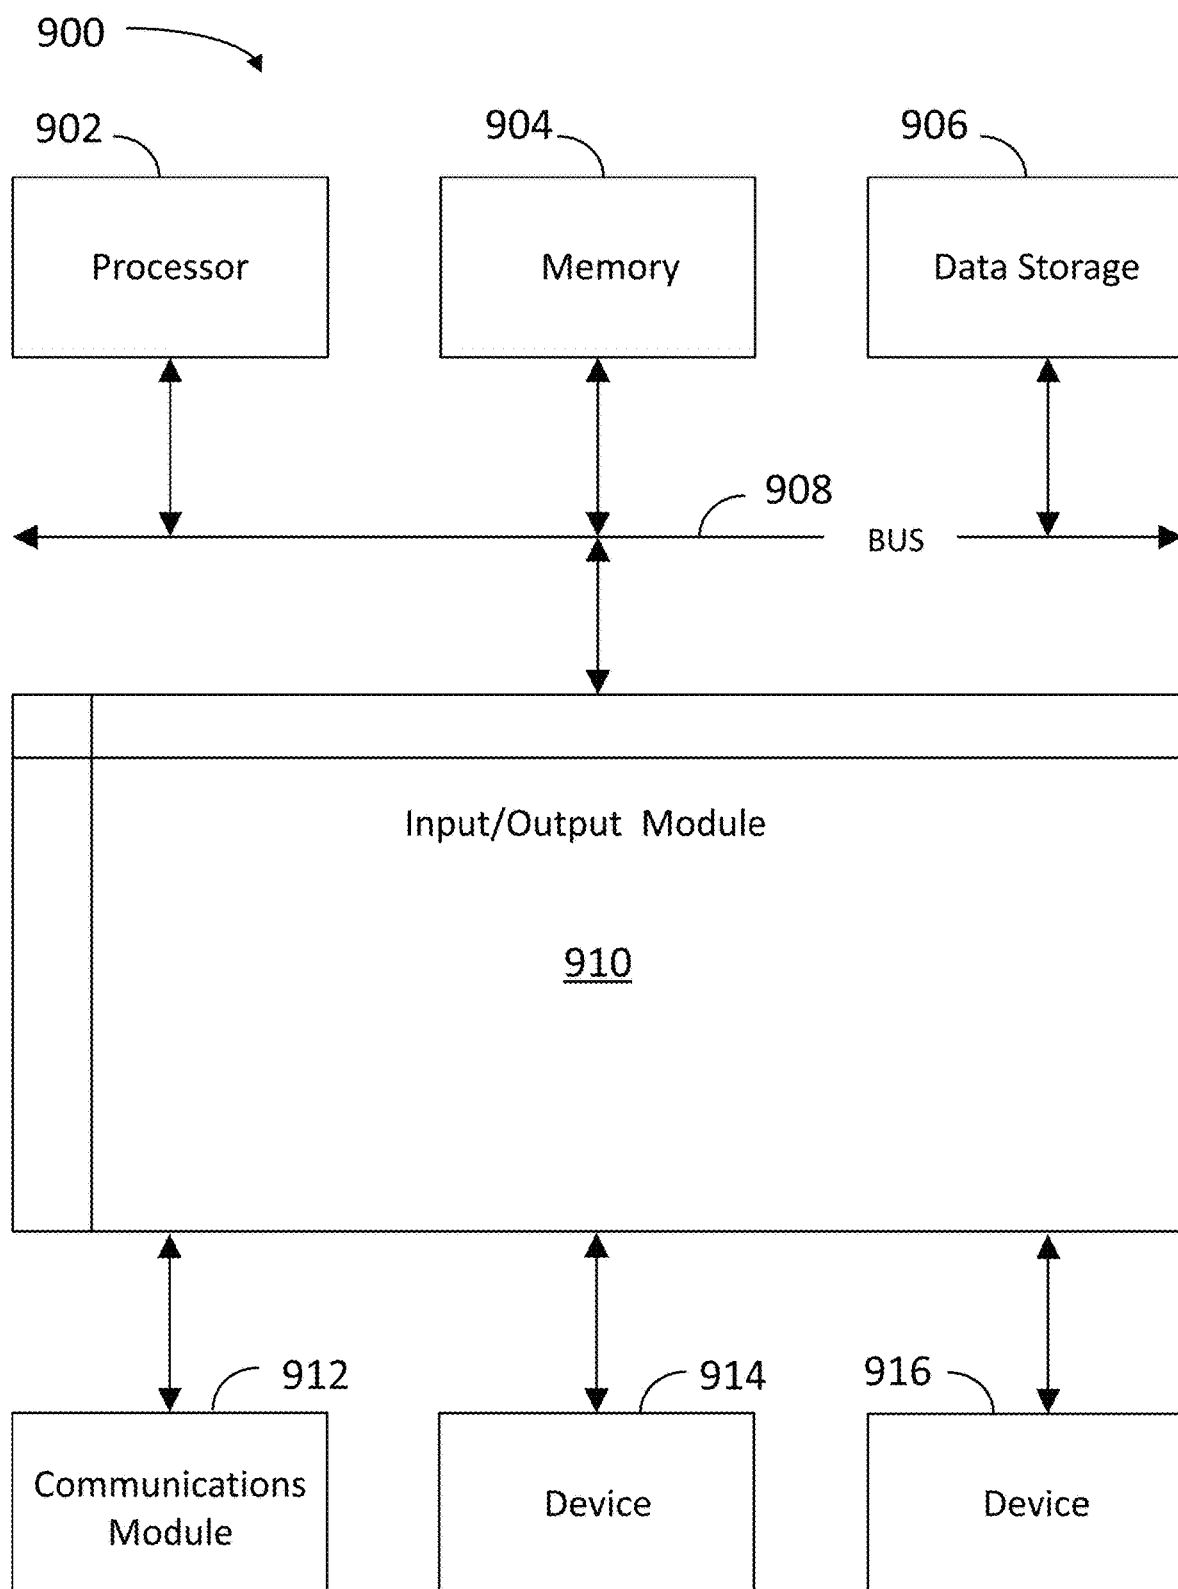 900
902
904
906
Processor
Memory
Data Storage
908
BUS
Input/Output Module
910
912
914
916
Communications
Module
Device
Device